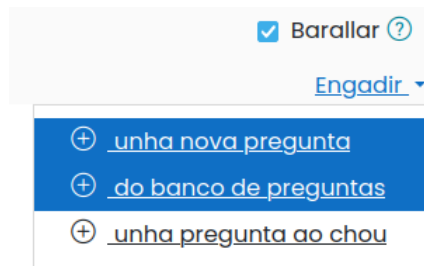 Barallar
Engadir
unha nova pregunta
do banco de preguntas
unha pregunta ao chou